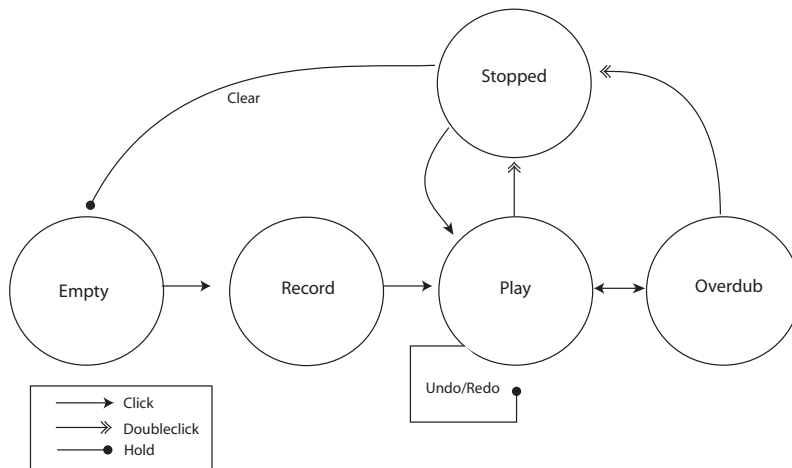 Stopped
Clear
Empty
Record
Play
Overdub
Undo/Redo
Click
Doubleclick
Hold